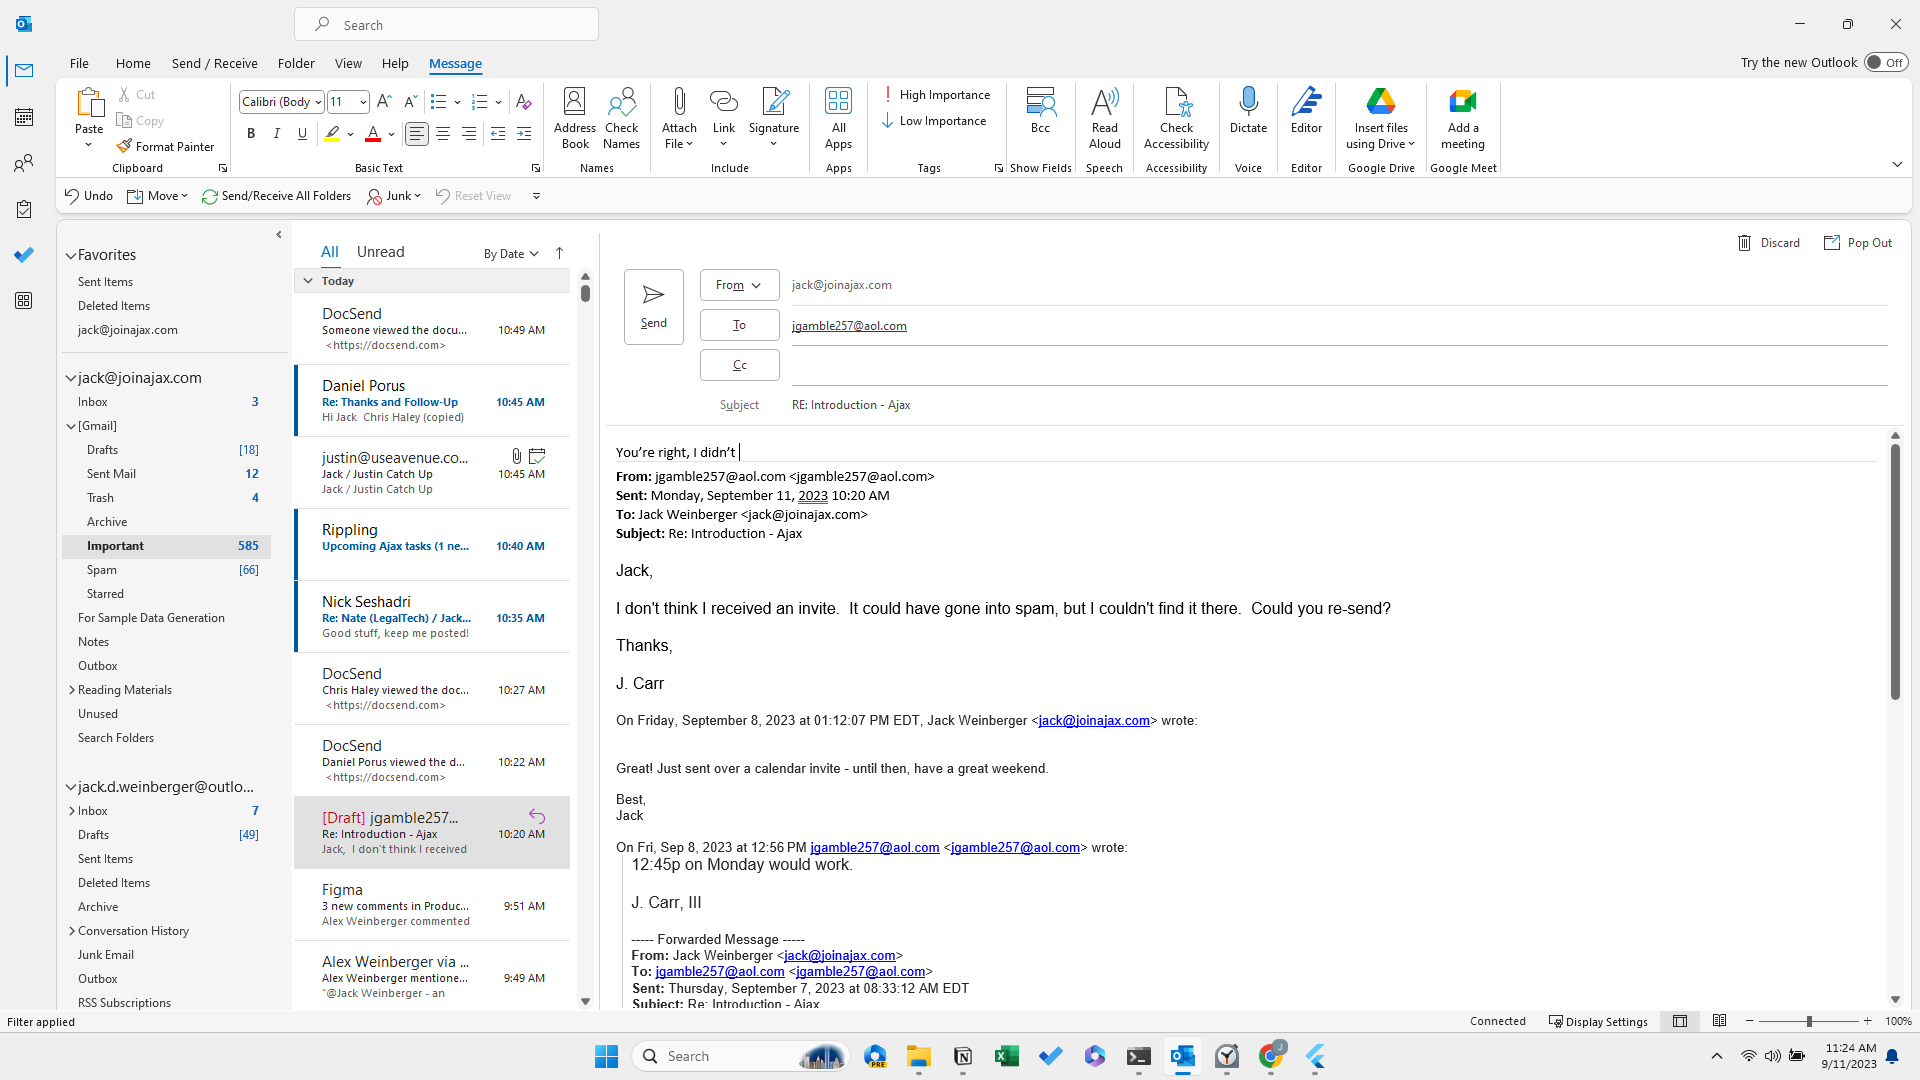 Search
File Home Send / Receive Folder View Help Message
Try the new Outlook Off
Paste
Cut
Copy
Format Painter
Clipboard
Calibri (Body 11
B I U
Basic Text
Address Book
Check Names
Names
Attach File
Link
Signature
Include
All Apps
Apps
High Importance
Low Importance
Tags
Bcc
Show Fields
Read Aloud
Speech
Check Accessibility
Accessibility
Dictate
Voice
Editor
Editor
Insert files using Drive
Google Drive
Add a meeting
Google Meet
Undo Move Send/Receive All Folders Junk Reset View
Favorites
Sent Items
Deleted Items
jack@joinajax.com
jack@joinajax.com
Inbox 3
[Gmail]
Drafts [18]
Sent Mail 12
Trash 4
Archive
Important 585
Spam [66]
Starred
For Sample Data Generation
Notes
Outbox
Reading Materials
Unused
Search Folders
jack.d.weinberger@outlo...
Inbox 7
Drafts [49]
Sent Items
Deleted Items
Archive
Conversation History
Junk Email
Outbox
RSS Subscriptions
All Unread By Date
Today
DocSend
Someone viewed the docu... 10:49 AM
<https://docsend.com>
Daniel Porus
Re: Thanks and Follow-Up 10:45 AM
Hi Jack Chris Haley (copied)
justin@useavenue.co...
Jack / Justin Catch Up 10:45 AM
Jack / Justin Catch Up
Rippling
Upcoming Ajax tasks (1 ne... 10:40 AM
Nick Seshadri
Re: Nate (LegalTech) / Jack... 10:35 AM
Good stuff, keep me posted!
DocSend
Chris Haley viewed the doc... 10:27 AM
<https://docsend.com>
DocSend
Daniel Porus viewed the d... 10:22 AM
<https://docsend.com>
[Draft] jgamble257...
Re: Introduction - Ajax 10:20 AM
Jack, I don't think I received
Figma
3 new comments in Produc... 9:51 AM
Alex Weinberger commented
Alex Weinberger via ...
Alex Weinberger mentione... 9:49 AM
"@Jack Weinberger - an
Discard Pop Out
Send
From jack@joinajax.com
To jgamble257@aol.com
Cc
Subject RE: Introduction - Ajax
You’re right, I didn’t
From: jgamble257@aol.com <jgamble257@aol.com>
Sent: Monday, September 11, 2023 10:20 AM
To: Jack Weinberger <jack@joinajax.com>
Subject: Re: Introduction - Ajax
Jack,
I don't think I received an invite. It could have gone into spam, but I couldn't find it there. Could you re-send?
Thanks,
J. Carr
On Friday, September 8, 2023 at 01:12:07 PM EDT, Jack Weinberger <jack@joinajax.com> wrote:
Great! Just sent over a calendar invite - until then, have a great weekend.
Best,
Jack
On Fri, Sep 8, 2023 at 12:56 PM jgamble257@aol.com <jgamble257@aol.com> wrote:
12:45p on Monday would work.
J. Carr, III
----- Forwarded Message -----
From: Jack Weinberger <jack@joinajax.com>
To: jgamble257@aol.com <jgamble257@aol.com>
Sent: Thursday, September 7, 2023 at 08:33:12 AM EDT
Subject: Re: Introduction - Ajax
Filter applied
Connected Display Settings 100%
Search
PRE
J
11:24 AM
9/11/2023